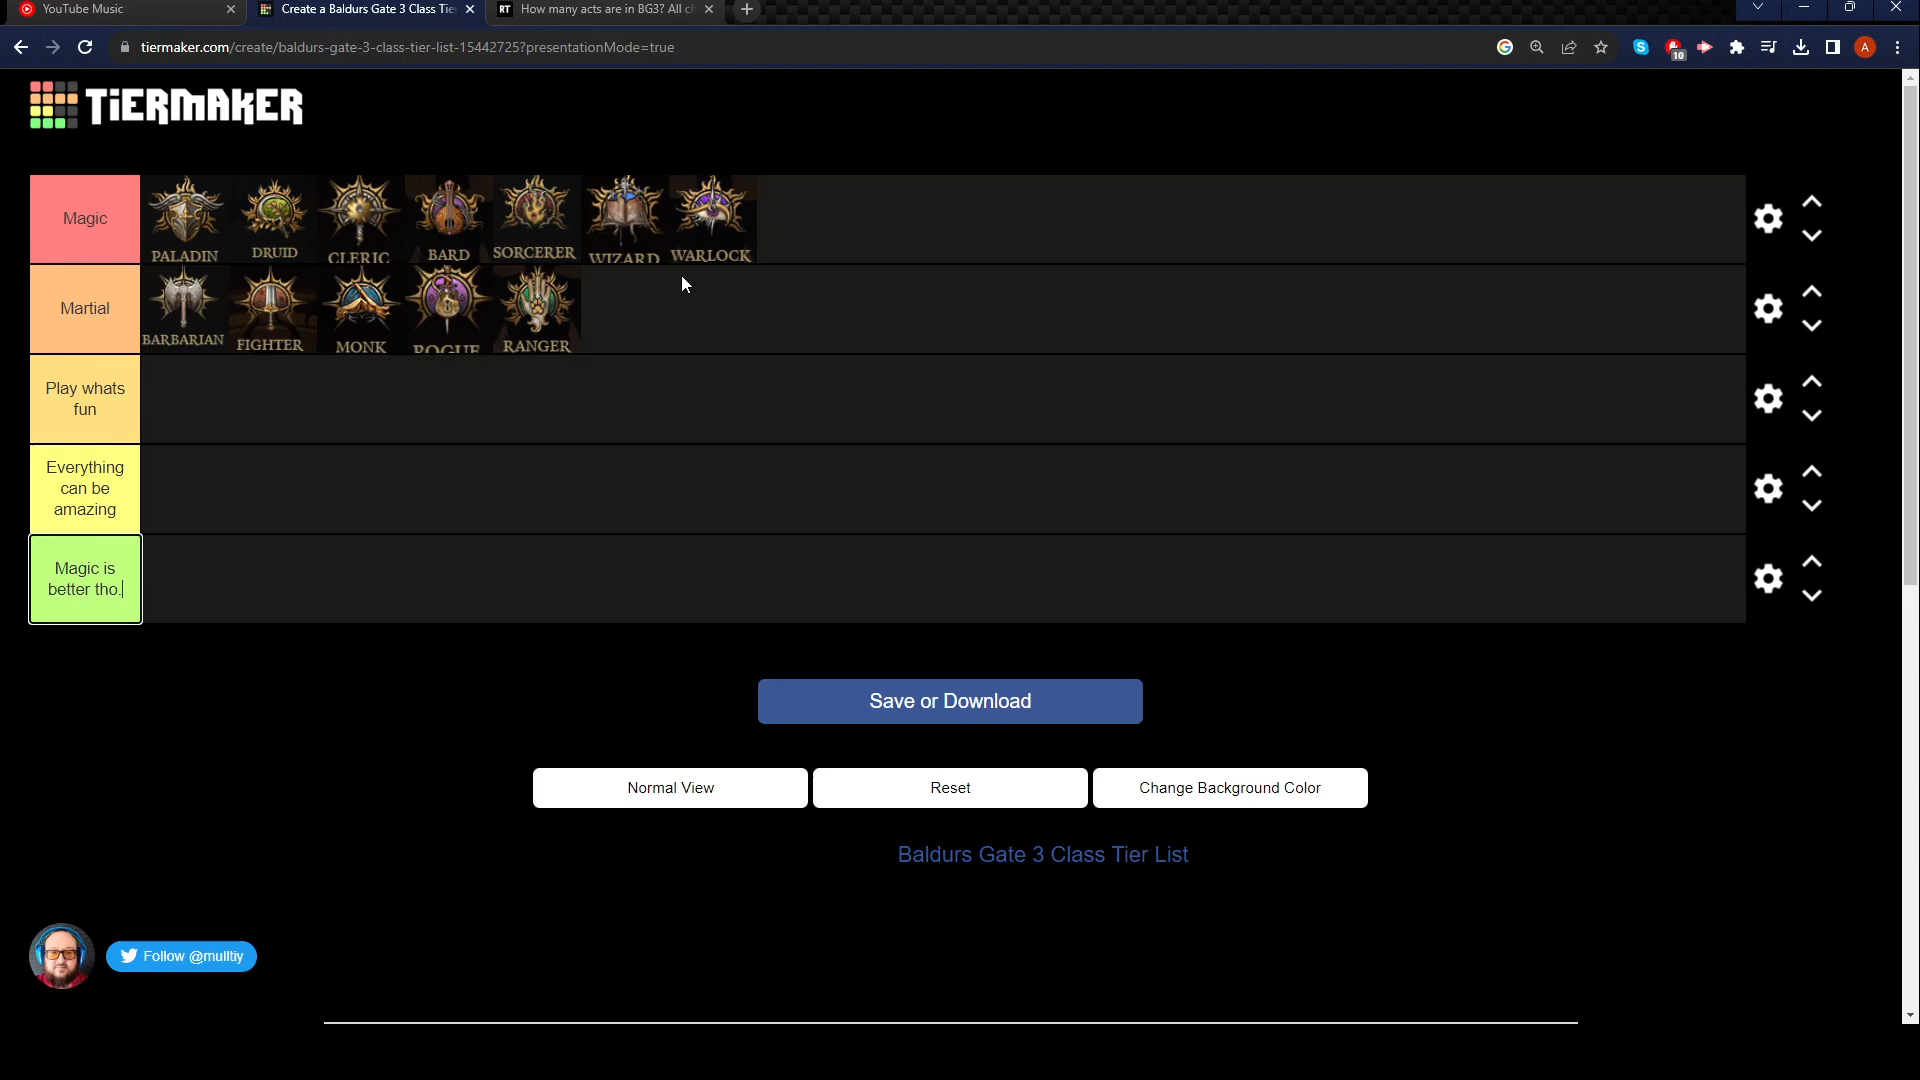 YouTube Music
Create a Baldurs Gate 3 Class Tie
RT How many acts are in BG3? All ch
tiermaker.com/create/baldurs-gate-3-class-tier-list-15442725?presentationMode=true
10
A
TiERMAKER
Magic
PALADIN
DRUID
CLERIC
BARD
SORCERER
WIZARD
WARLOCK
Martial
BARBARIAN
FIGHTER
MONK
ROGUE
RANGER
Play whats
fun
Everything
can be
amazing
Magic is
better tho.
Save or Download
Normal View
Reset
Change Background Color
Baldurs Gate 3 Class Tier List
Follow @mulltiy